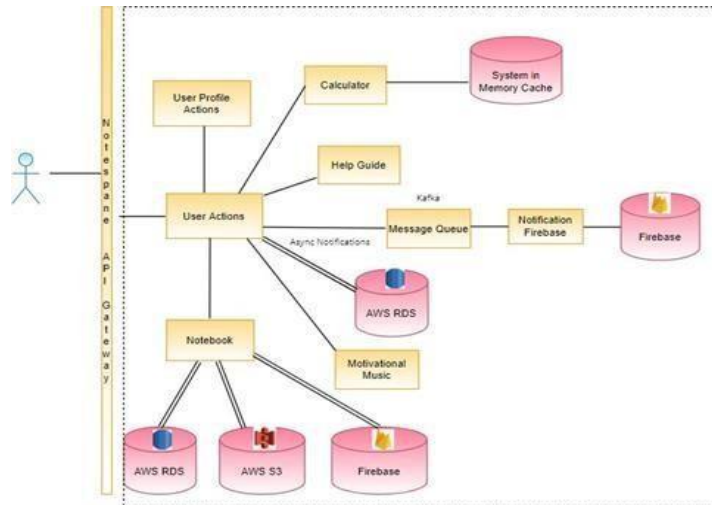 Notespane API Gateway
User Profile
Actions
Calculator
System in
Memory Cache
Help Guide
User Actions
Kafka
Async Notifications
Message Queue
Notification
Firebase
Firebase
AWS RDS
Notebook
Motivational
Music
AWS RDS
AWS S3
Firebase